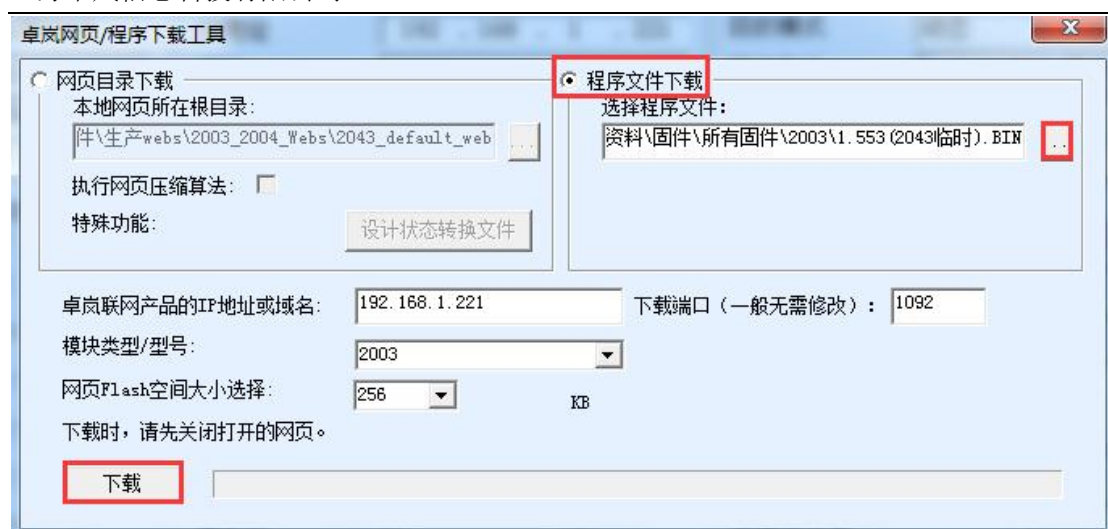 卓岚网页/程序下载工具
网页目录下载
本地网页所在根目录:
件\生产webs\2003_2004_Webs\2043_default_web
...
执行网页压缩算法:
特殊功能:
设计状态转换文件
程序文件下载
选择程序文件:
资料\固件\所有固件\2003\1.553(2043临时).BIN
..
卓岚联网产品的IP地址或域名:
192.168.1.221
下载端口（一般无需修改）:
1092
模块类型/型号:
2003
网页Flash空间大小选择:
256
KB
下载时，请先关闭打开的网页。
下载